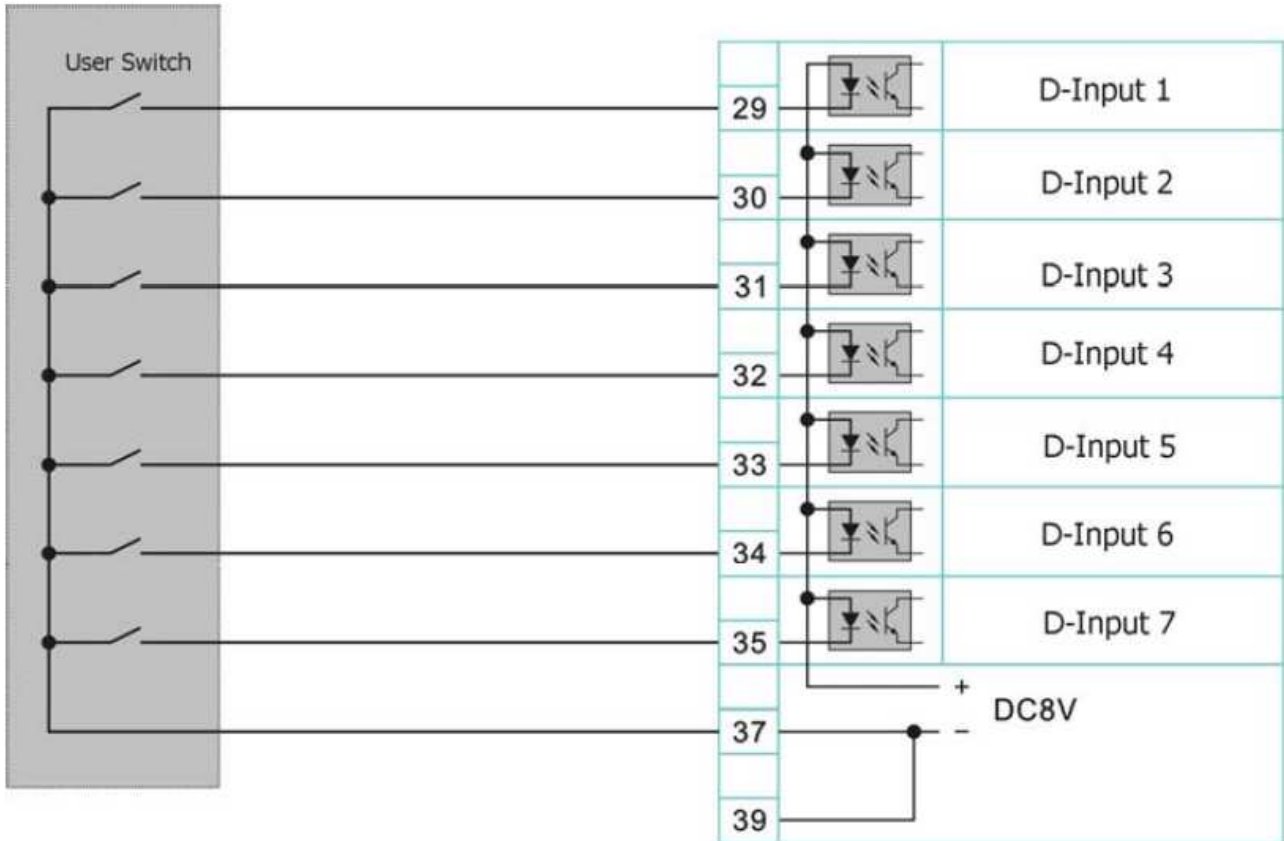 User Switch
29 D-Input 1
30 D-Input 2
31 D-Input 3
32 D-Input 4
33 D-Input 5
34 D-Input 6
35 D-Input 7
+
DC8V
37 −
39